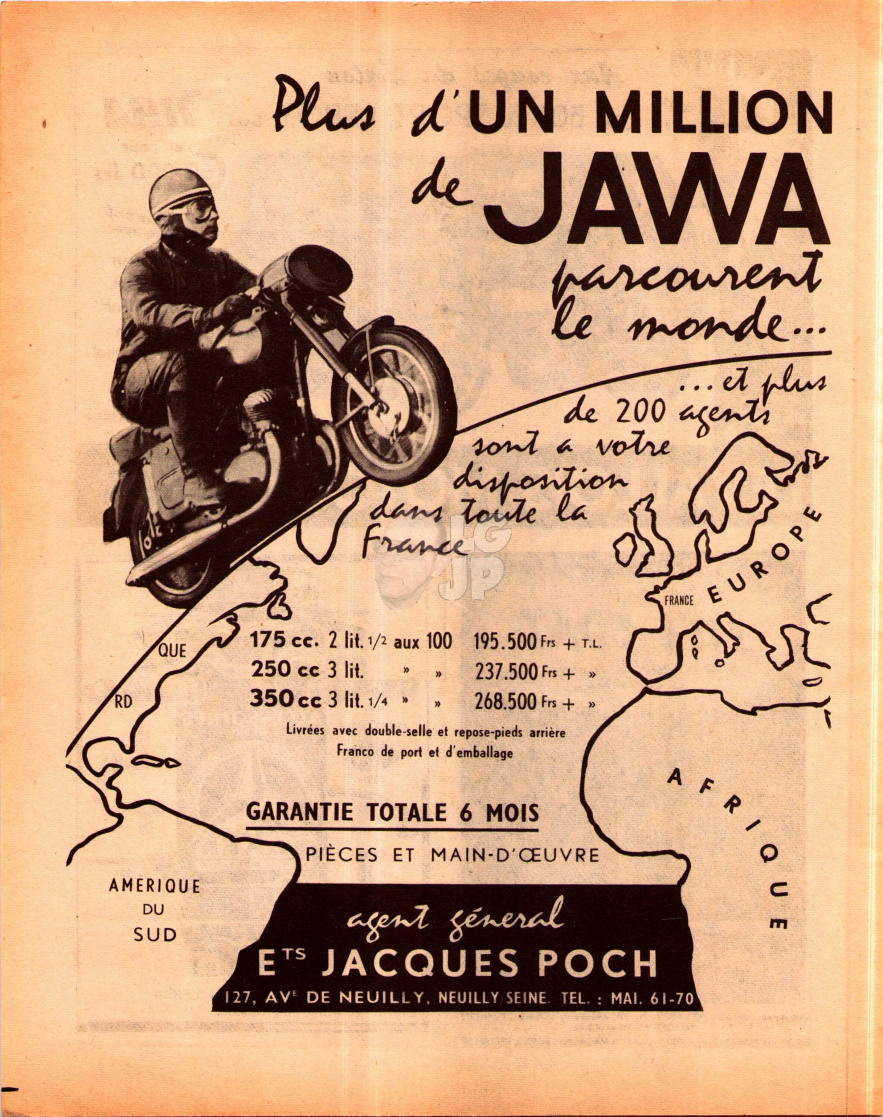 Plus d'UN MILLION
de JAWA
parcourent
le monde...
...et plus
de 200 agents
sont a votre
disposition
dans toute la
France
LG
JP
EUROPE
FRANCE
QUE
RD
175 cc. 2 lit. 1/2 aux 100 195.500 Frs + T.L.
250 cc 3 lit. » » 237.500 Frs + »
350 cc 3 lit. 1/4 » » 268.500 Frs + »
Livrées avec double-selle et repose-pieds arrière
Franco de port et d'emballage
AFRIQUE
GARANTIE TOTALE 6 MOIS
PIÈCES ET MAIN-D'ŒUVRE
AMERIQUE
DU
SUD
agent géneral
ETS JACQUES POCH
127, AVE DE NEUILLY, NEUILLY/SEINE. TEL. : MAI. 61-70